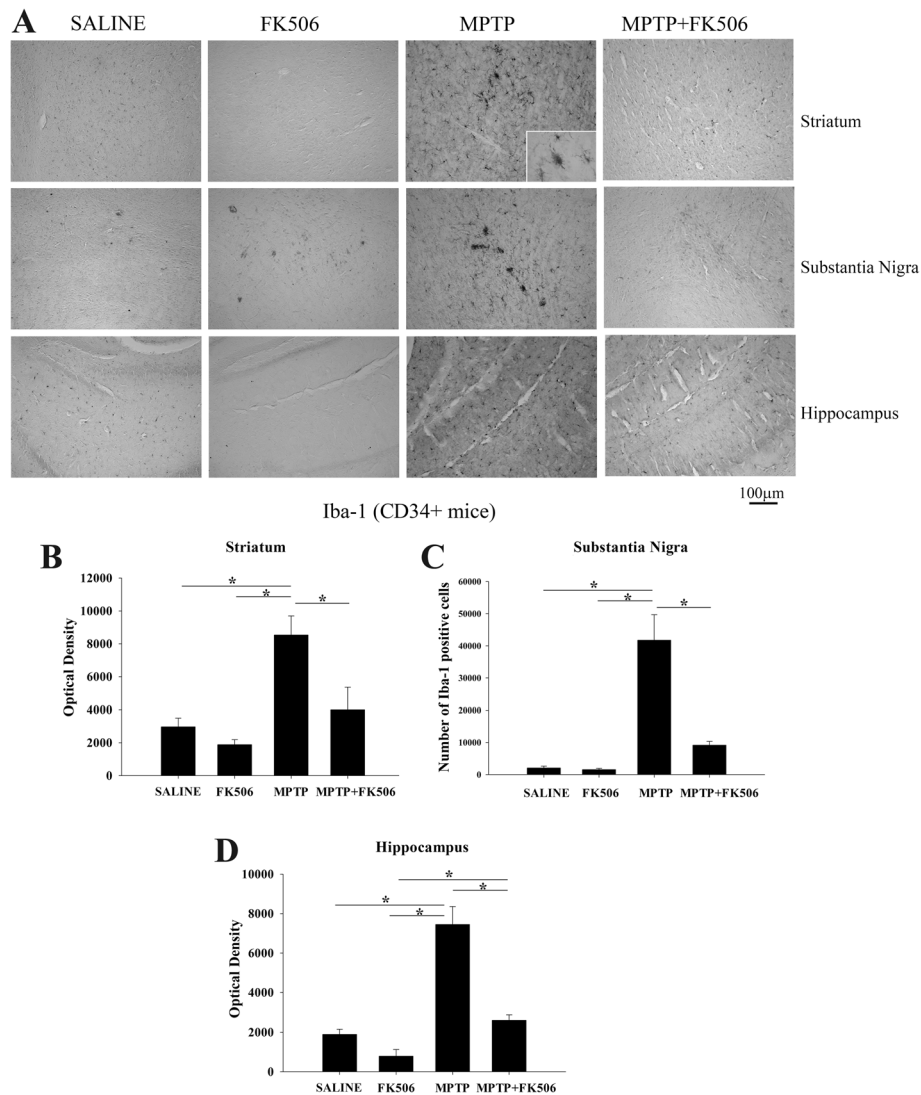 A
SALINE FK506 MPTP MPTP+FK506
Striatum
Substantia Nigra
Hippocampus
100μm
Iba-1 (CD34+ mice)
B
Striatum
Optical Density
12000
10000
8000
6000
4000
2000
0
* * *
SALINE FK506 MPTP MPTP+FK506
C
Substantia Nigra
Number of Iba-1 positive cells
60000
50000
40000
30000
20000
10000
0
* * *
SALINE FK506 MPTP MPTP+FK506
D
Hippocampus
Optical Density
10000
8000
6000
4000
2000
0
* * * *
SALINE FK506 MPTP MPTP+FK506